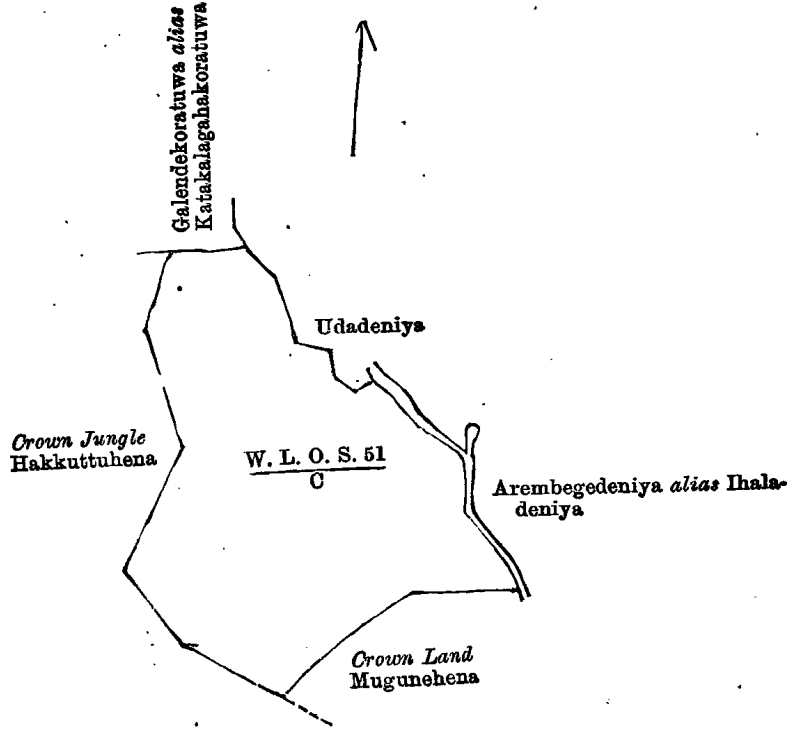 Galendekoratuwa alias
Katakalagahakoratuwa
Udadeniya
Crown Jungle
Hakkuttuhena
W. L. O. S. 51
C
Arembegedeniya alias Ihala-
deniya
Crown Land
Mugunehena